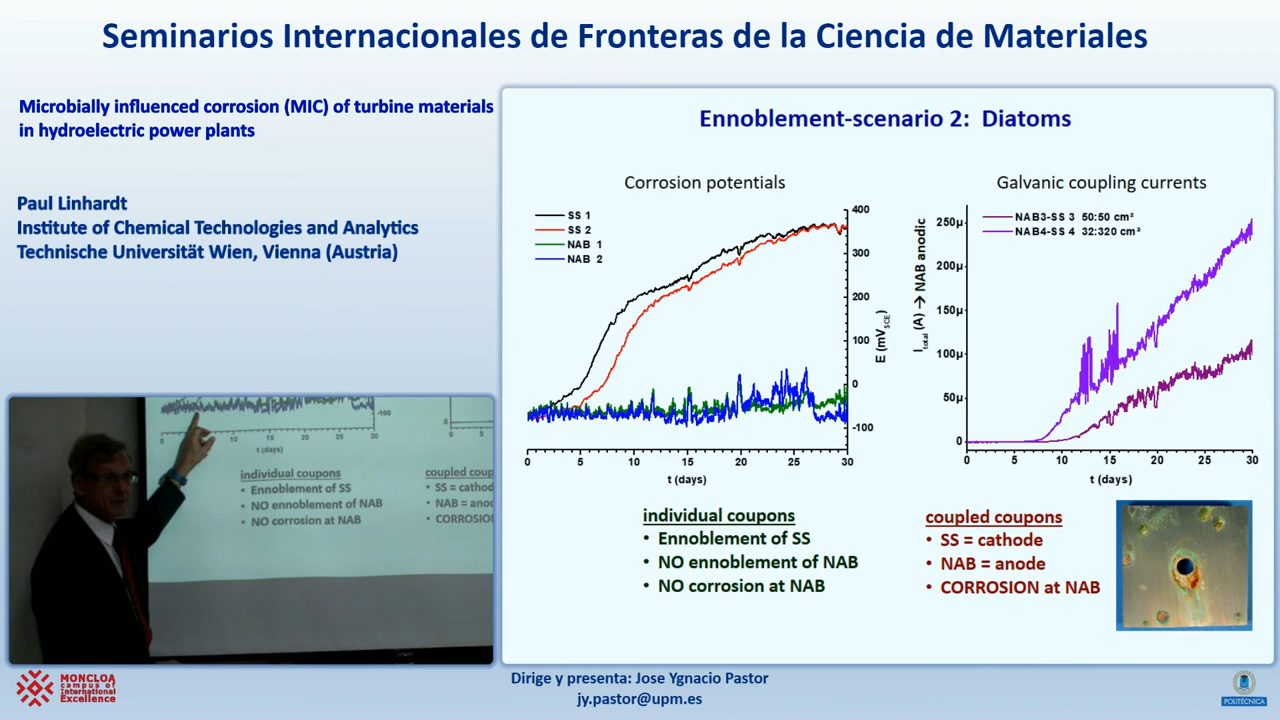 Seminarios Internacionales de Fronteras de la Ciencia de Materiales
Microbially influenced corrosion (MIC) of turbine materials
in hydroelectric power plants
Paul Linhardt
Institute of Chemical Technologies and Analytics
Technische Universität Wien, Vienna (Austria)
Ennoblement-scenario 2: Diatoms
Corrosion potentials
SS 1
SS 2
NAB 1
NAB 2
400
300
200
100
0
-100
E (mVSCE)
0 5 10 15 20 25 30
t (days)
Galvanic coupling currents
NAB3-SS 3 50:50 cm²
NAB4-SS 4 32:320 cm²
Itotal (A) → NAB anodic
250µ
200µ
150µ
100µ
50µ
0
0 5 10 15 20 25 30
t (days)
individual coupons
• Ennoblement of SS
• NO ennoblement of NAB
• NO corrosion at NAB
coupled coupons
• SS = cathode
• NAB = anode
• CORROSION at NAB
-100
0 10 15 20 25 30
t (days)
0 5
individual coupons
• Ennoblement of SS
• NO ennoblement of NAB
• NO corrosion at NAB
coupled coup
• SS = cathod
• NAB = anod
• CORROSIO
MONCLOA
campus of
International
Excellence
Dirige y presenta: Jose Ygnacio Pastor
jy.pastor@upm.es
POLITÉCNICA